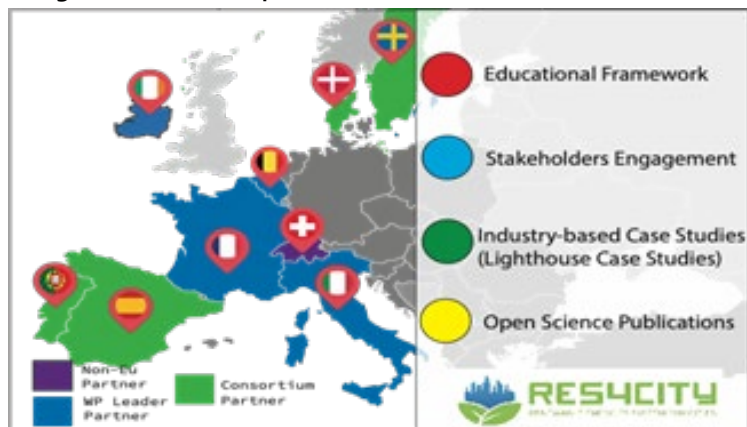 Educational Framework
Stakeholders Engagement
Industry-based Case Studies
(Lighthouse Case Studies)
Open Science Publications
Non-EU
Partner
WP Leader
Partner
Consortium
Partner
RES4CITY